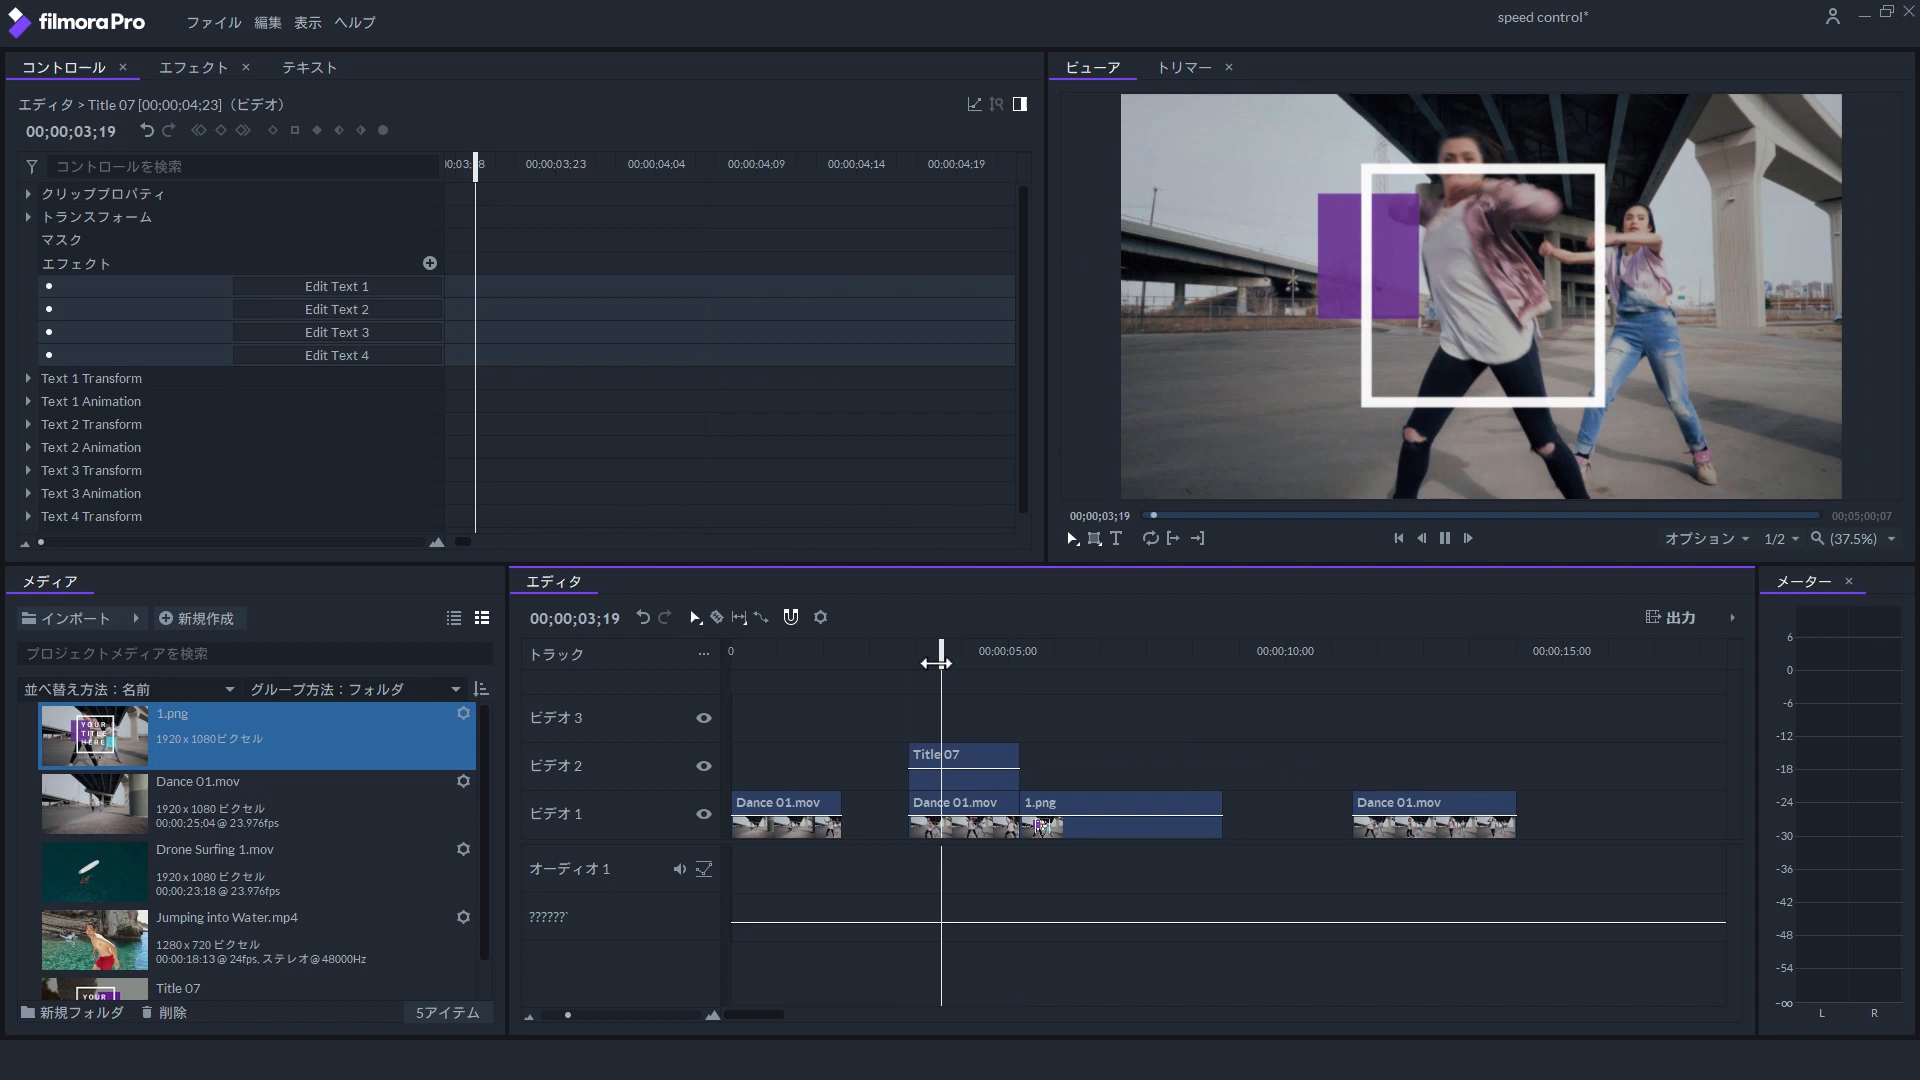 filmoraPro
ファイル 編集 表示 ヘルプ
speed control*
コントロール × エフェクト × テキスト
エディタ > Title 07 [00;00;04;23]（ビデオ）
00;00;03;19
コントロールを検索
00;00;03;23 00;00;04;04 00;00;04;09 00;00;04;14 00;00;04;19
クリッププロパティ
トランスフォーム
マスク
エフェクト
Edit Text 1
Edit Text 2
Edit Text 3
Edit Text 4
Text 1 Transform
Text 1 Animation
Text 2 Transform
Text 2 Animation
Text 3 Transform
Text 3 Animation
Text 4 Transform
ビューア トリマー ×
00;00;03;19
00;05;00;07
オプション 1/2 (37.5%)
メディア
インポート 新規作成
プロジェクトメディアを検索
並べ替え方法：名前 グループ方法：フォルダ
YOUR
TITLE
HERE
1.png
1920 x 1080ピクセル
Dance 01.mov
1920 x 1080 ピクセル
00;00;25;04 @ 23.976fps
Drone Surfing 1.mov
1920 x 1080 ピクセル
00;00;23;18 @ 23.976fps
Jumping into Water.mp4
1280 x 720 ピクセル
00:00:18:13 @ 24fps, ステレオ@48000Hz
YOUR
Title 07
新規フォルダ 削除 5アイテム
エディタ
00;00;03;19
出力
トラック ...
0 00;00;05;00 00;00;10;00 00;00;15;00
ビデオ 3
ビデオ 2
Title 07
ビデオ 1
Dance 01.mov Dance 01.mov 1.png Dance 01.mov
オーディオ 1
??????`
メーター ×
6
0
-6
-12
-18
-24
-30
-36
-42
-48
-54
-∞
L R